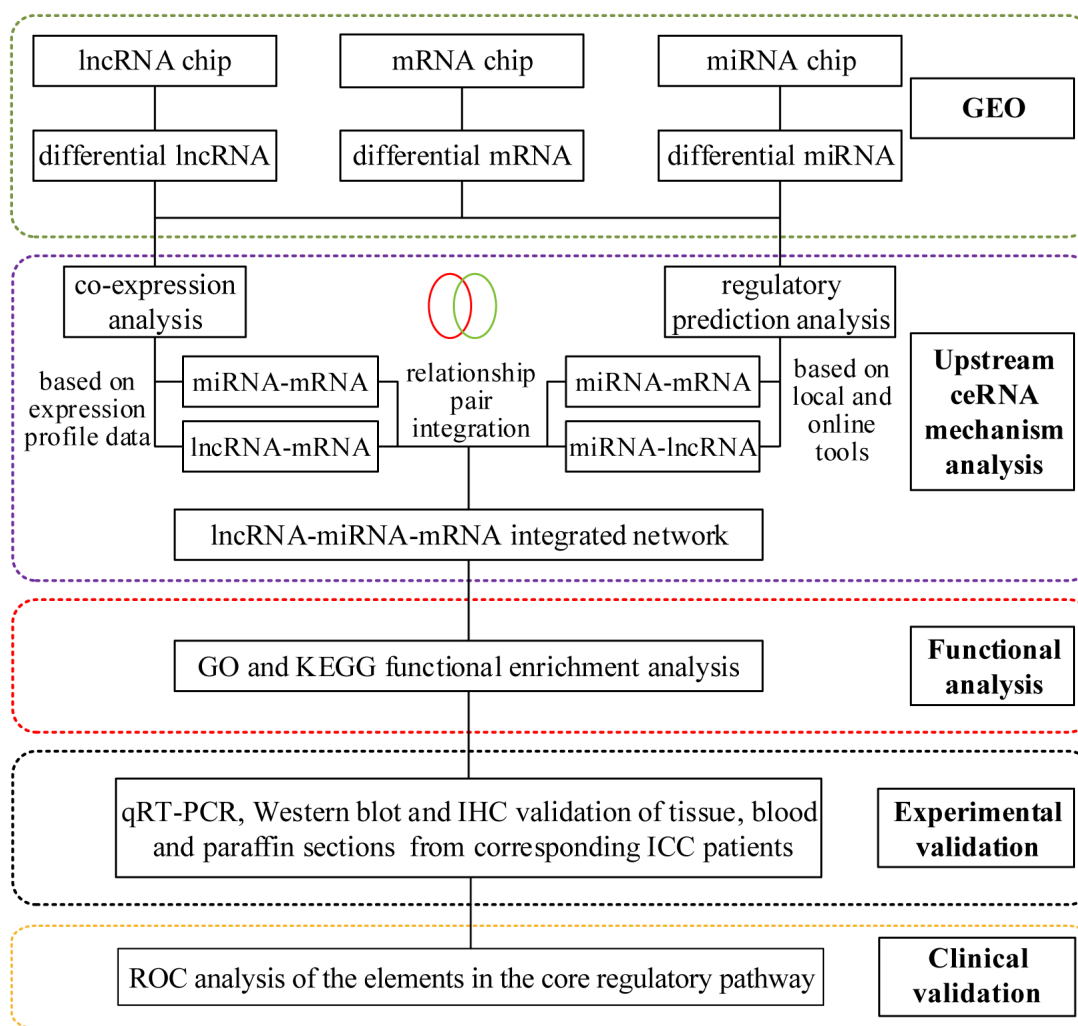 lncRNA chip
mRNA chip
miRNA chip
GEO
differential lncRNA
differential mRNA
differential miRNA
co-expression
analysis
regulatory
prediction analysis
based on
expression
profile data
miRNA-mRNA
lncRNA-mRNA
relationship
pair
integration
miRNA-mRNA
miRNA-lncRNA
based on
local and
online
tools
Upstream
ceRNA
mechanism
analysis
lncRNA-miRNA-mRNA integrated network
GO and KEGG functional enrichment analysis
Functional
analysis
qRT-PCR, Western blot and IHC validation of tissue, blood
and paraffin sections from corresponding ICC patients
Experimental
validation
ROC analysis of the elements in the core regulatory pathway
Clinical
validation